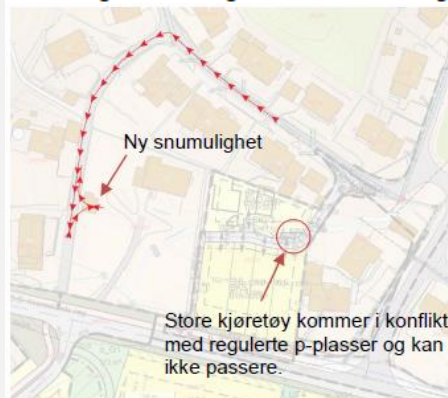 Ny snumulighet
Store kjøretøy kommer i konflikt
med regulerte p-plasser og kan
ikke passere.